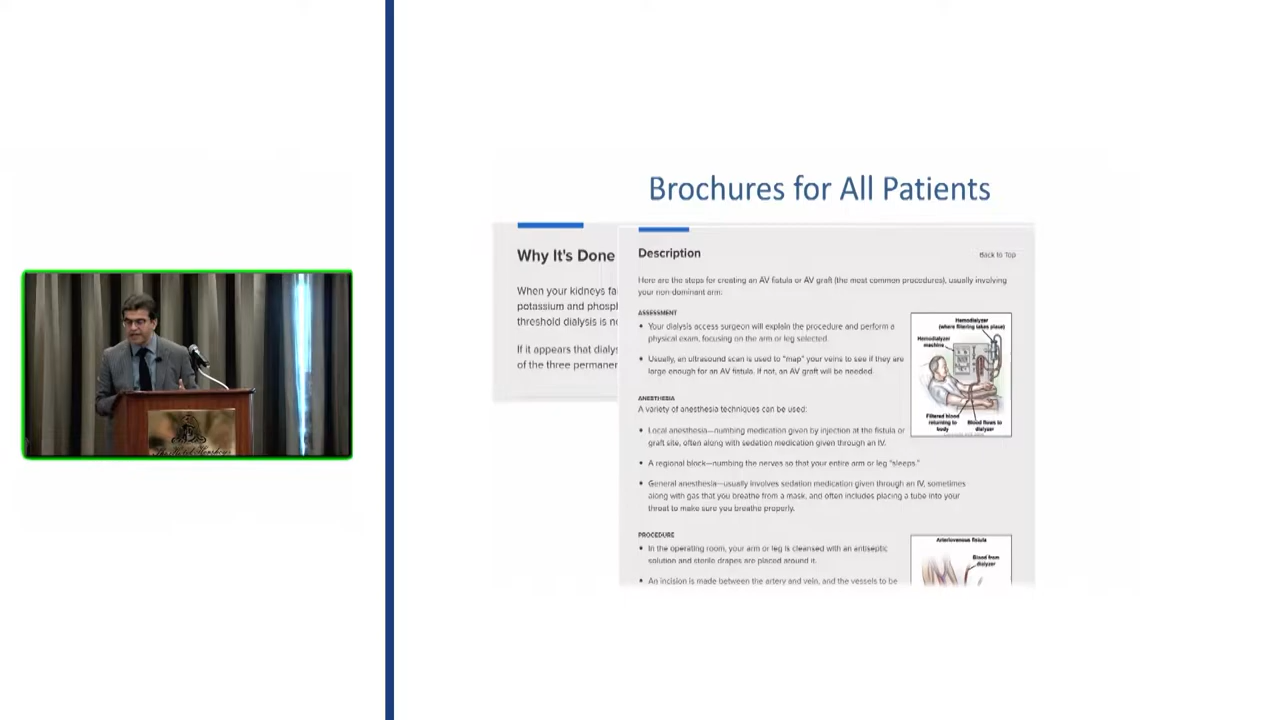 Brochures for All Patients
Why It's Done
When your kidneys fa
potassium and phosph
threshold dialysis is n
If it appears that dialy
of the three permaner
Description
Back to Top
Here are the steps for creating an AV fistula or AV graft (the most common procedures), usually involving
your non-dominant arm:
ASSESSMENT
• Your dialysis access surgeon will explain the procedure and perform a
physical exam, focusing on the arm or leg selected.
• Usually, an ultrasound scan is used to "map" your veins to see if they are
large enough for an AV fistula. If not, an AV graft will be needed.
ANESTHESIA
A variety of anesthesia techniques can be used:
• Local anesthesia—numbing medication given by injection at the fistula or
graft site, often along with sedation medication given through an IV.
• A regional block—numbing the nerves so that your entire arm or leg "sleeps."
• General anesthesia—usually involves sedation medication given through an IV, sometimes
along with gas that you breathe from a mask, and often includes placing a tube into your
throat to make sure you breathe properly.
PROCEDURE
• In the operating room, your arm or leg is cleansed with an antiseptic
solution and sterile drapes are placed around it.
• An incision is made between the artery and vein, and the vessels to be
Hemodialyzer
(where filtering takes place)
Hemodialyzer
machine
Filtered blood
returning to
body
Blood flows to
dialyzer
Arteriovenous fistula
Blood from
dialyzer